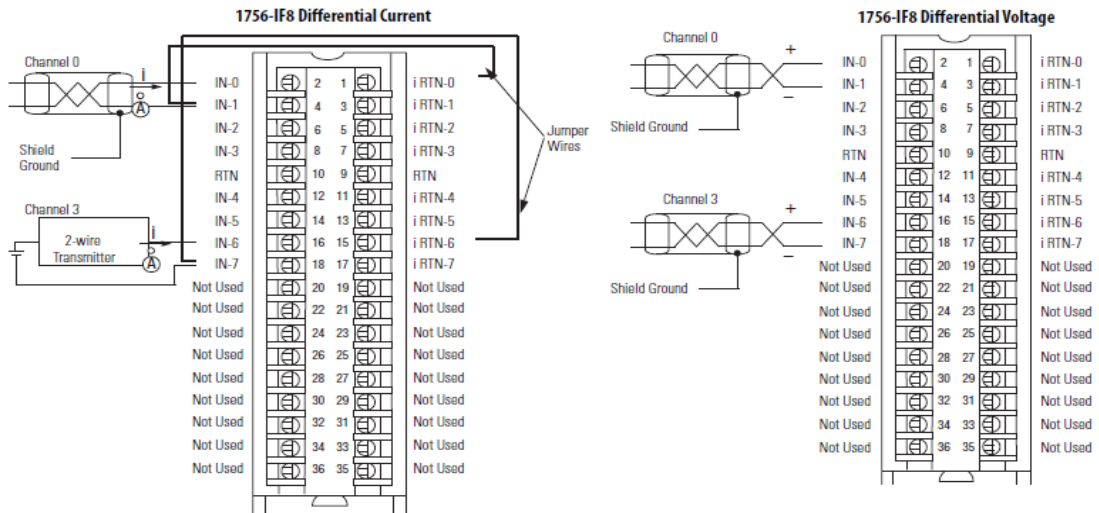 1756-IF8 Differential Current
Channel 0
i
A
Shield
Ground
Channel 3
2-wire
Transmitter
i
A
IN-0 2 1 i RTN-0
IN-1 4 3 i RTN-1
IN-2 6 5 i RTN-2
IN-3 8 7 i RTN-3
RTN 10 9 RTN
IN-4 12 11 i RTN-4
IN-5 14 13 i RTN-5
IN-6 16 15 i RTN-6
IN-7 18 17 i RTN-7
Not Used 20 19 Not Used
Not Used 22 21 Not Used
Not Used 24 23 Not Used
Not Used 26 25 Not Used
Not Used 28 27 Not Used
Not Used 30 29 Not Used
Not Used 32 31 Not Used
Not Used 34 33 Not Used
Not Used 36 35 Not Used
Jumper
Wires
1756-IF8 Differential Voltage
Channel 0
+
–
Shield Ground
Channel 3
+
–
Shield Ground
IN-0 2 1 i RTN-0
IN-1 4 3 i RTN-1
IN-2 6 5 i RTN-2
IN-3 8 7 i RTN-3
RTN 10 9 RTN
IN-4 12 11 i RTN-4
IN-5 14 13 i RTN-5
IN-6 16 15 i RTN-6
IN-7 18 17 i RTN-7
Not Used 20 19 Not Used
Not Used 22 21 Not Used
Not Used 24 23 Not Used
Not Used 26 25 Not Used
Not Used 28 27 Not Used
Not Used 30 29 Not Used
Not Used 32 31 Not Used
Not Used 34 33 Not Used
Not Used 36 35 Not Used